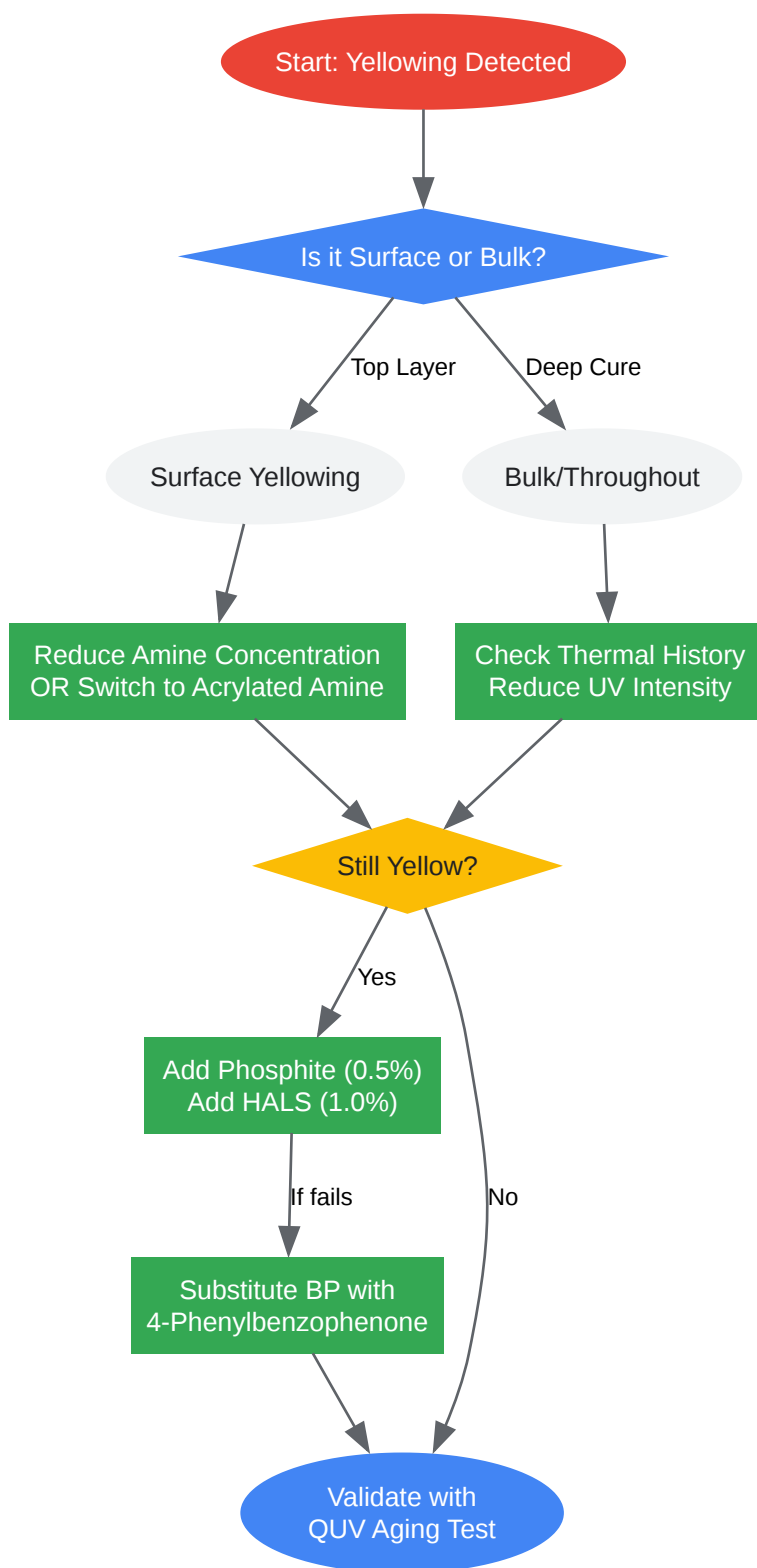 Start: Yellowing Detected
Is it Surface or Bulk?
Top Layer
Deep Cure
Surface Yellowing
Bulk/Throughout
Reduce Amine Concentration
OR Switch to Acrylated Amine
Check Thermal History
Reduce UV Intensity
Still Yellow?
Yes
Add Phosphite (0.5%)
Add HALS (1.0%)
If fails
No
Substitute BP with
4-Phenylbenzophenone
Validate with
QUV Aging Test